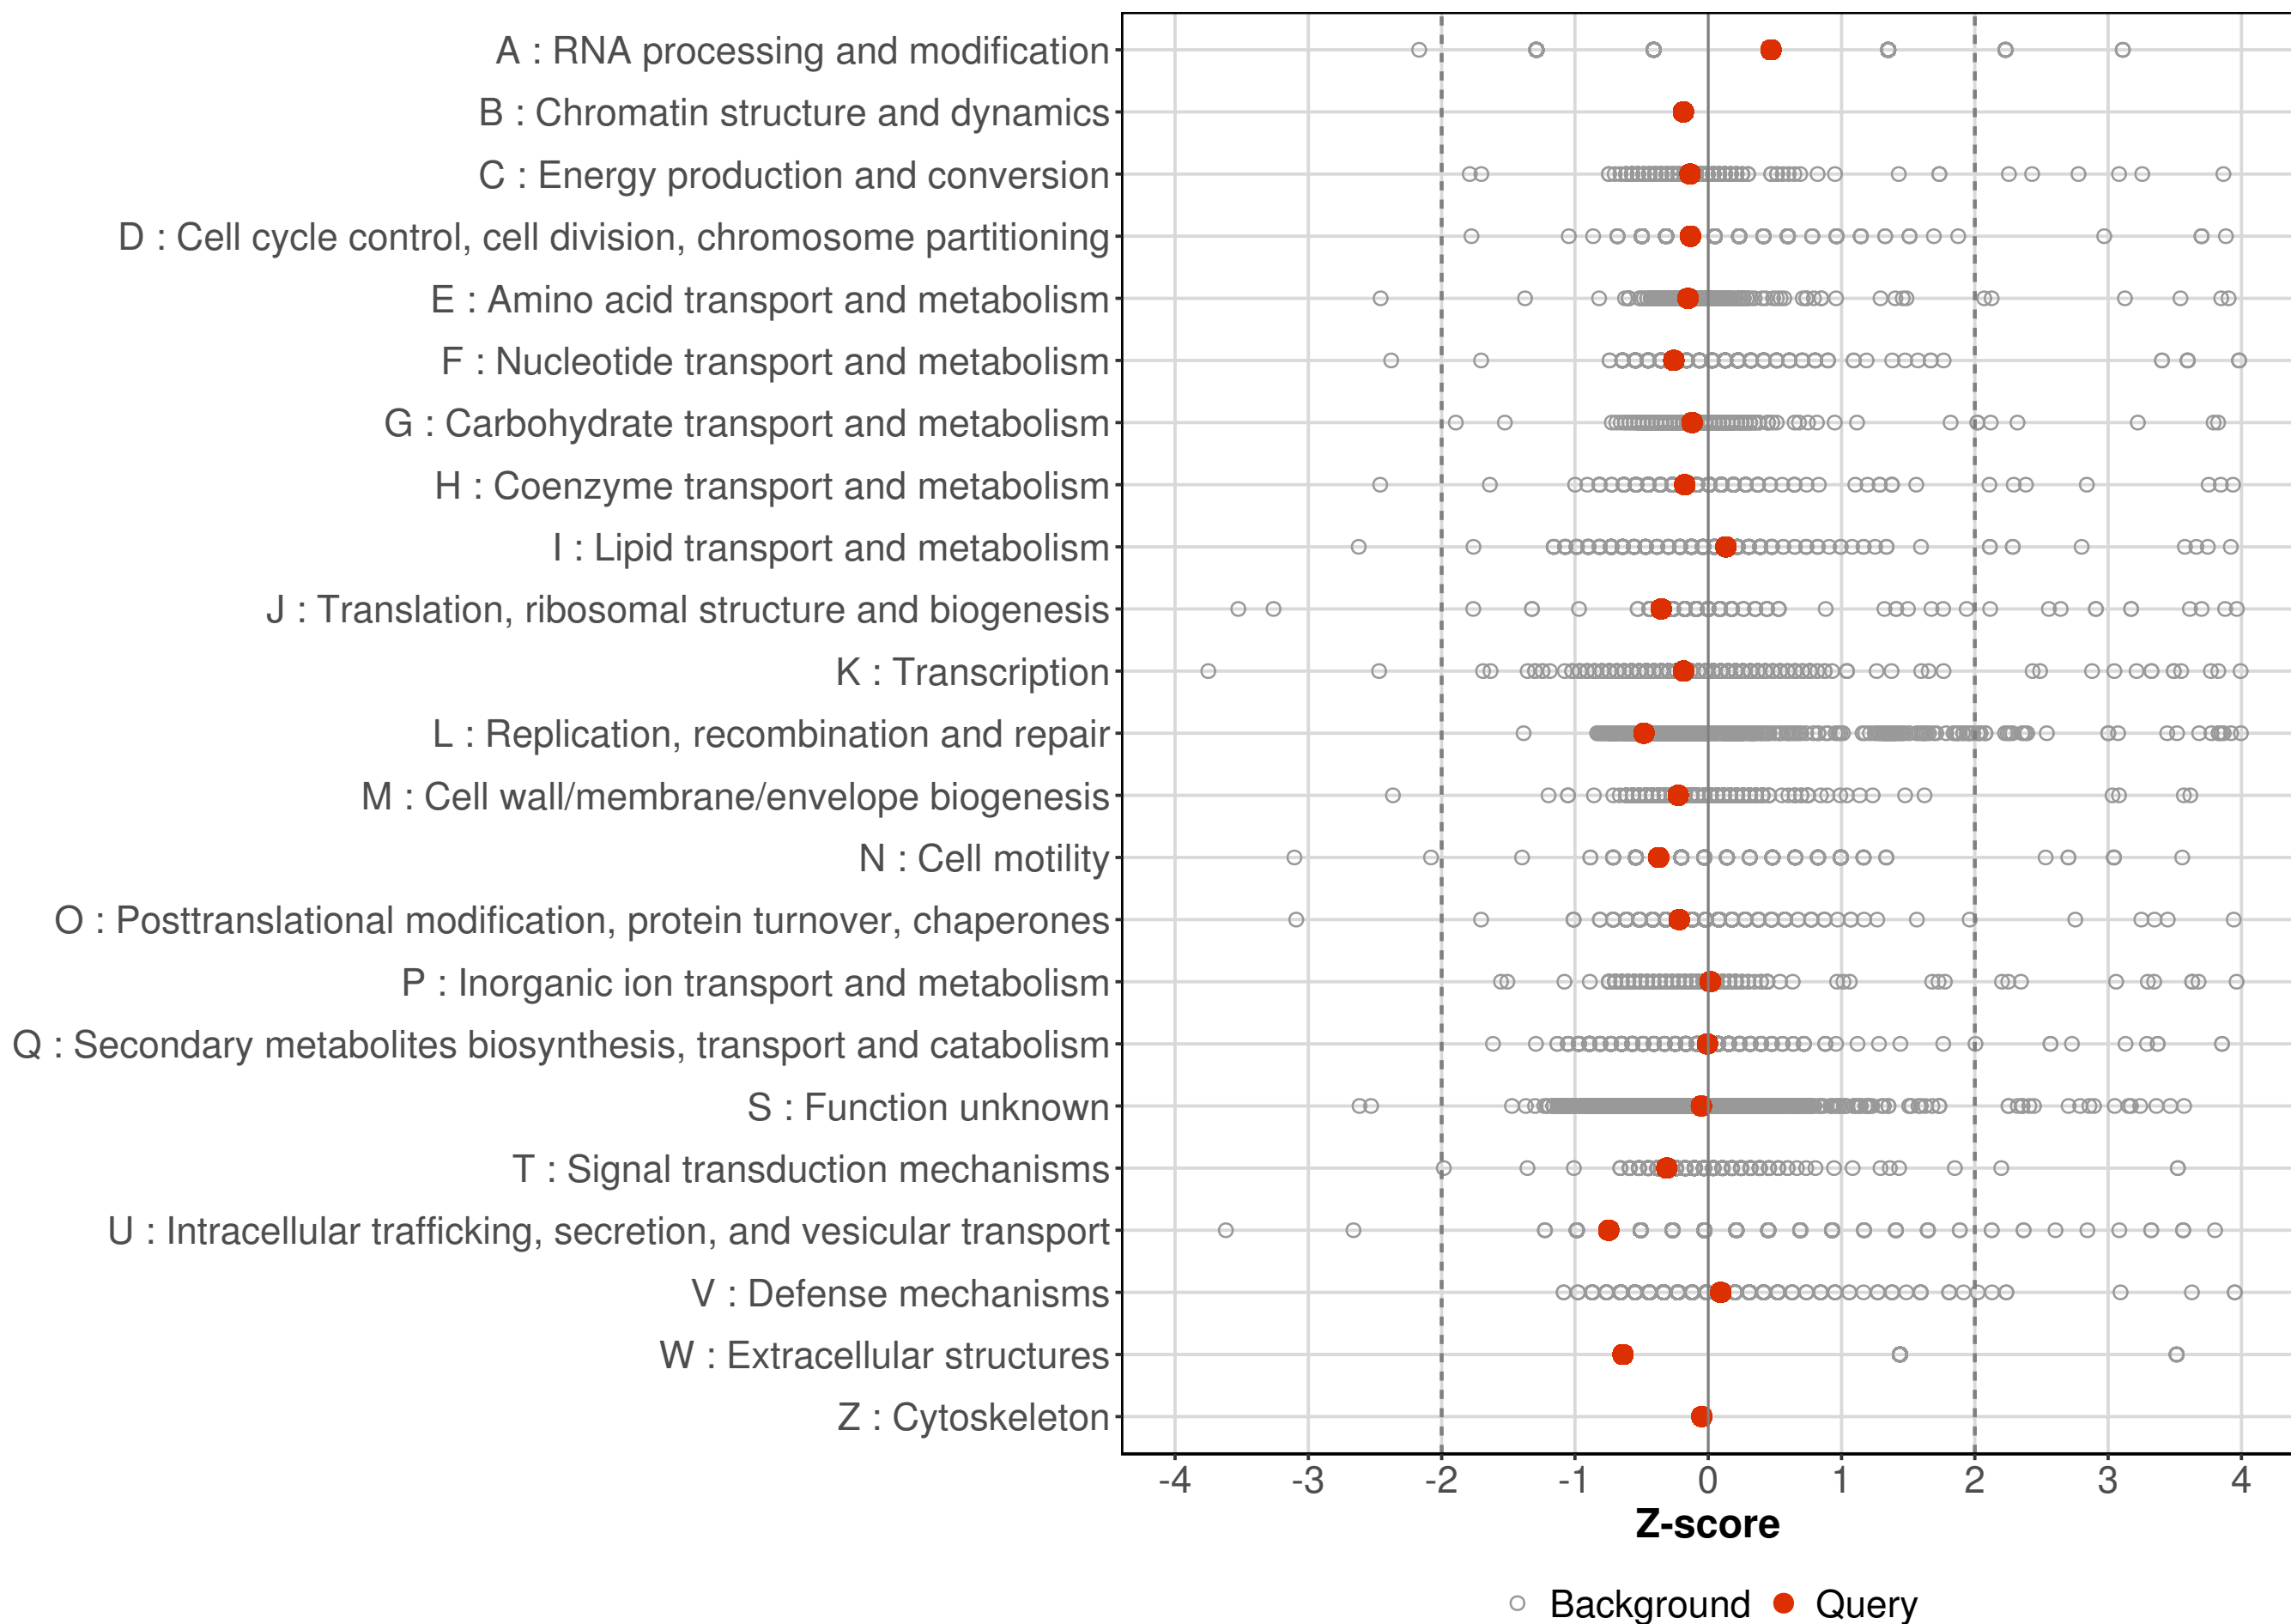 A : RNA processing and modification
B : Chromatin structure and dynamics
C : Energy production and conversion
D : Cell cycle control, cell division, chromosome partitioning
E : Amino acid transport and metabolism
F : Nucleotide transport and metabolism
G : Carbohydrate transport and metabolism
H : Coenzyme transport and metabolism
I : Lipid transport and metabolism
J : Translation, ribosomal structure and biogenesis
K : Transcription
L : Replication, recombination and repair
M : Cell wall/membrane/envelope biogenesis
N : Cell motility
O : Posttranslational modification, protein turnover, chaperones
P : Inorganic ion transport and metabolism
Q : Secondary metabolites biosynthesis, transport and catabolism
S : Function unknown
T : Signal transduction mechanisms
U : Intracellular trafficking, secretion, and vesicular transport
V : Defense mechanisms
W : Extracellular structures
Z : Cytoskeleton
-4 -3 -2 -1 0 1 2 3 4
Z-score
Background Query